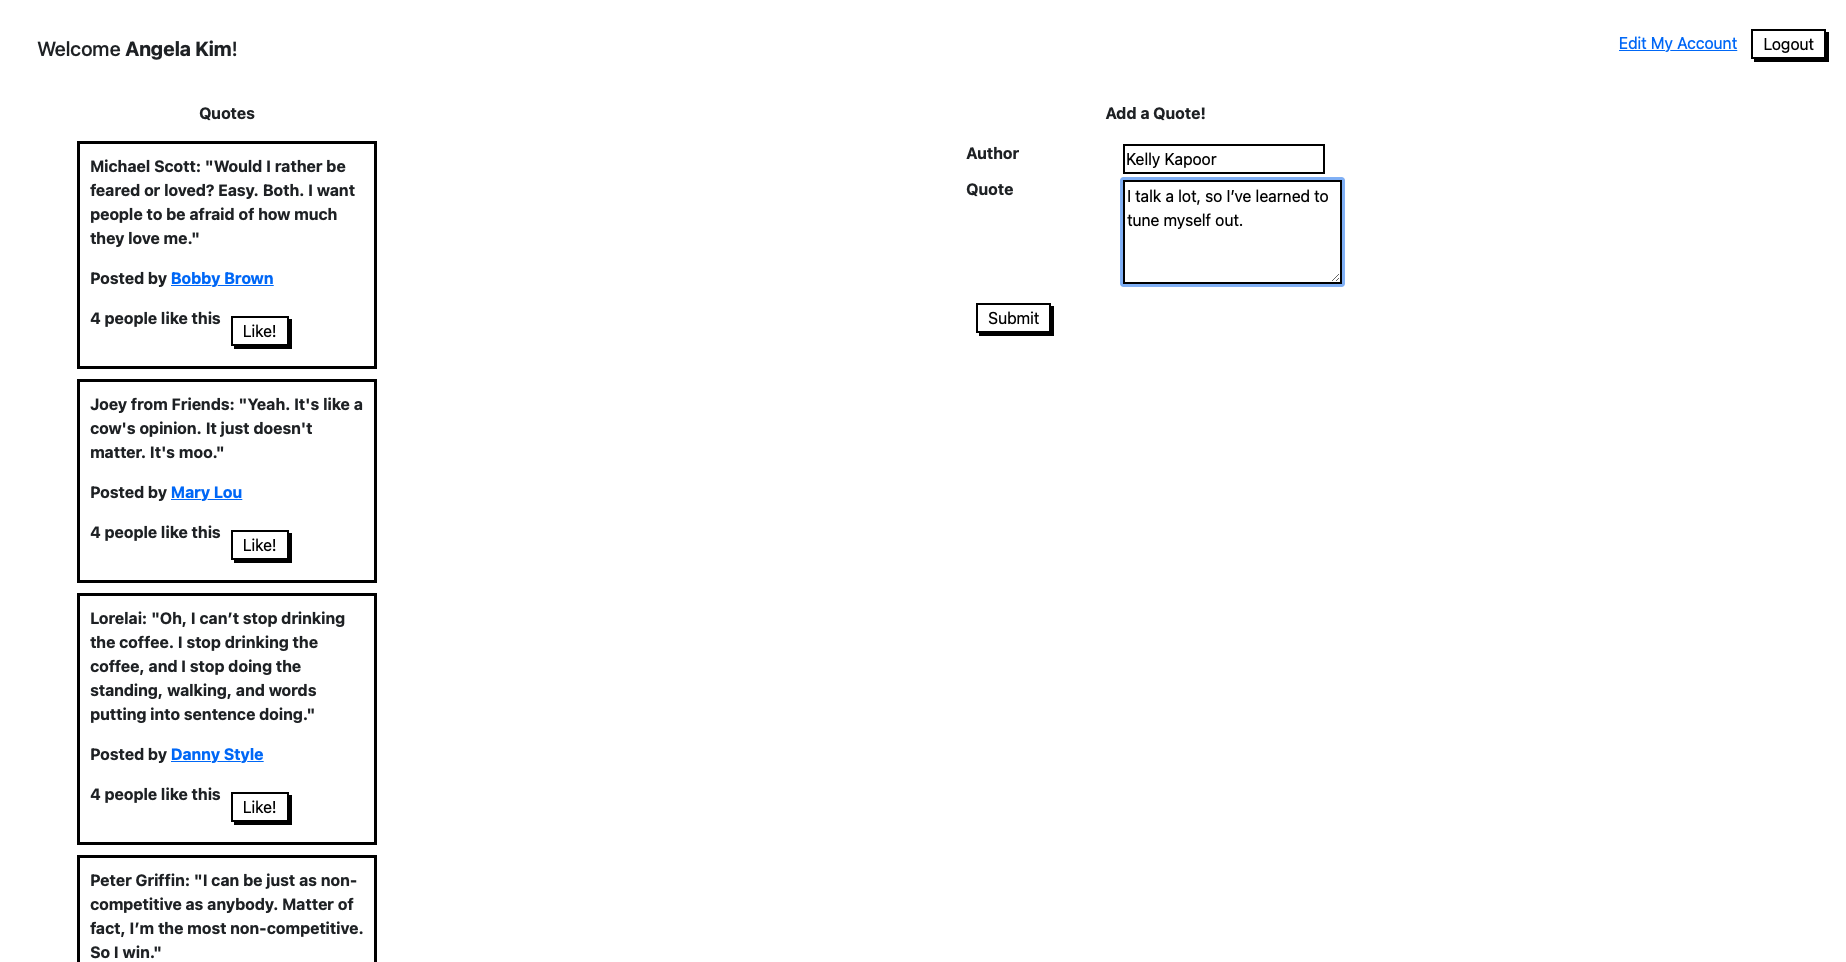 Welcome Angela Kim!
Edit My Account
Logout
Quotes
Michael Scott: "Would I rather be
feared or loved? Easy. Both. I want
people to be afraid of how much
they love me."
Posted by Bobby Brown
4 people like this
Like!
Joey from Friends: "Yeah. It's like a
cow's opinion. It just doesn't
matter. It's moo."
Posted by Mary Lou
4 people like this
Like!
Lorelai: "Oh, I can’t stop drinking
the coffee. I stop drinking the
coffee, and I stop doing the
standing, walking, and words
putting into sentence doing."
Posted by Danny Style
4 people like this
Like!
Peter Griffin: "I can be just as non-
competitive as anybody. Matter of
fact, I’m the most non-competitive.
So I win."
Add a Quote!
Author
Kelly Kapoor
Quote
I talk a lot, so I’ve learned to
tune myself out.
Submit